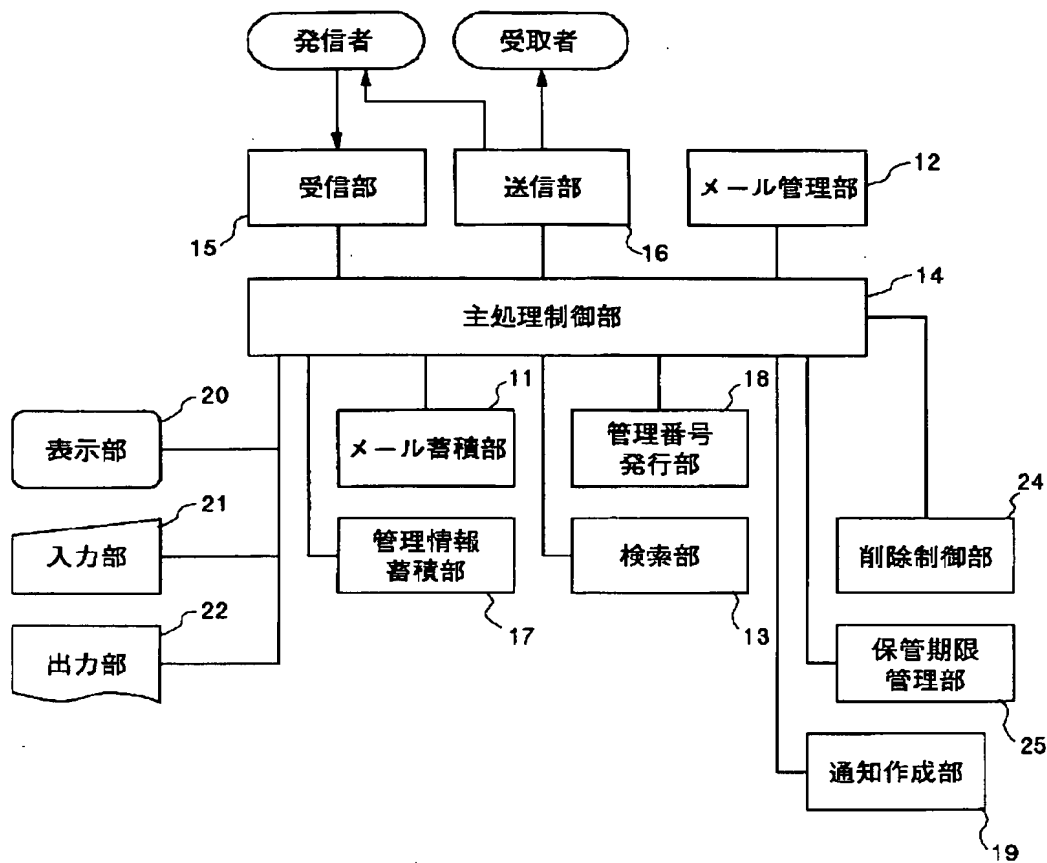 発信者
受取者
受信部
15
送信部
16
メール管理部
12
主処理制御部
14
表示部
20
メール蓄積部
11
管理番号
発行部
18
入力部
21
管理情報
蓄積部
17
検索部
13
削除制御部
24
出力部
22
保管期限
管理部
25
通知作成部
19